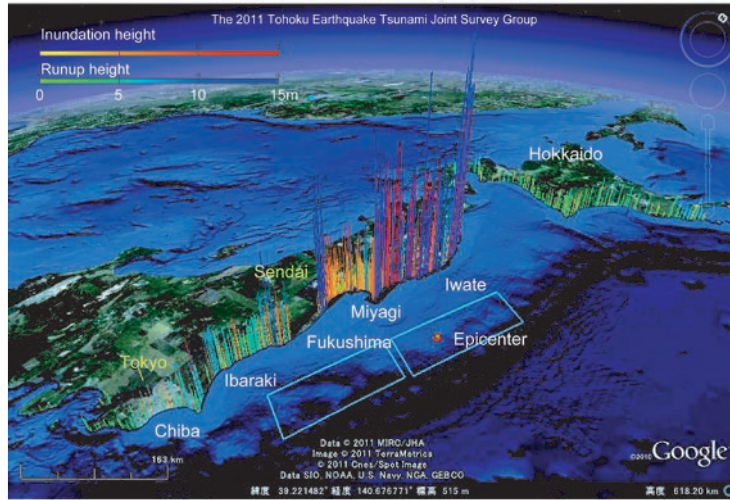 The 2011 Tohoku Earthquake Tsunami Joint Survey Group
Inundation height
Runup height
0 5 10 15m
Hokkaido
Sendai
Iwate
Miyagi
Fukushima
Epicenter
Tokyo
Ibaraki
Chiba
163 km
Data © 2011 MIRC/JHA
Image © 2011 TerraMetrics
© 2011 Cnes/Spot Image
Data SIO, NOAA, U.S. Navy, NGA, GEBCO
©2010 Google
緯度 39.221482° 経度 140.676771° 標高 515 m 高度 618.20 km